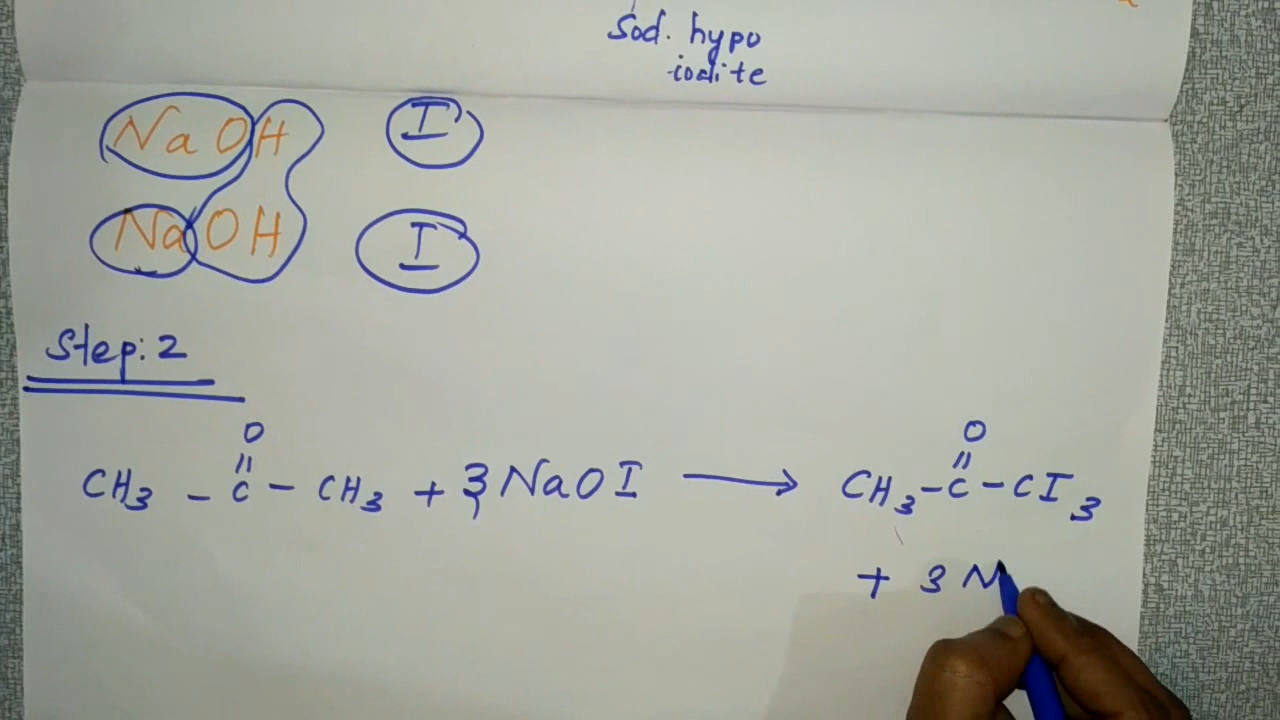 Sod. hypo
iodite
NaOH I
NaOH I
Step: 2
O O
|| ||
CH3 - C - CH3 + 3 NaOI ⟶ CH3 - C - CI3
+ 3 N